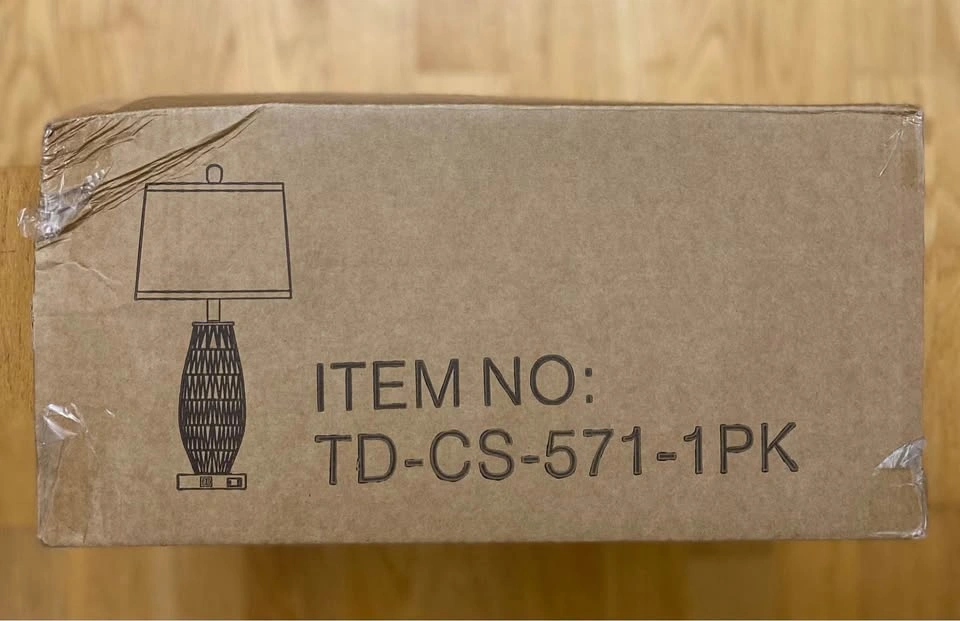 ITEM NO:
TD-CS-571-1PK